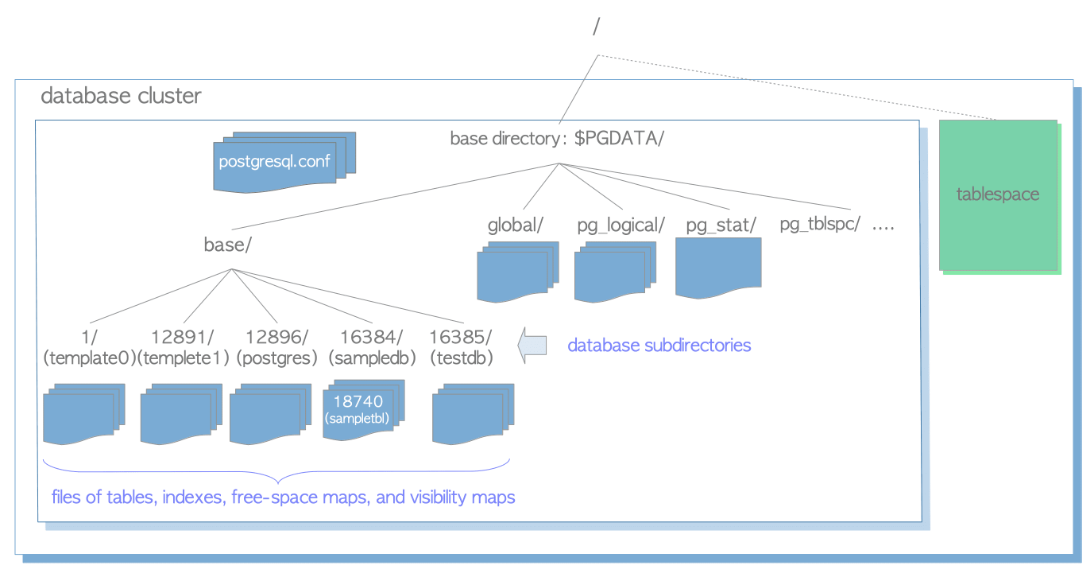 /
database cluster
base directory: $PGDATA/
postgresql.conf
tablespace
global/ pg_logical/ pg_stat/ pg_tblspc/ ....
base/
1/ 12891/ 12896/ 16384/ 16385/
(template0) (templete1) (postgres) (sampledb) (testdb)
database subdirectories
18740
(sampletbl)
files of tables, indexes, free-space maps, and visibility maps